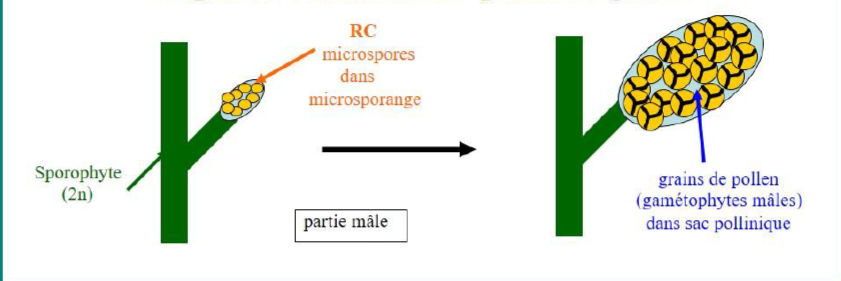 RC
microspores
dans
microsporange
Sporophyte
(2n)
partie mâle
grains de pollen
(gamétophytes mâles)
dans sac pollinique